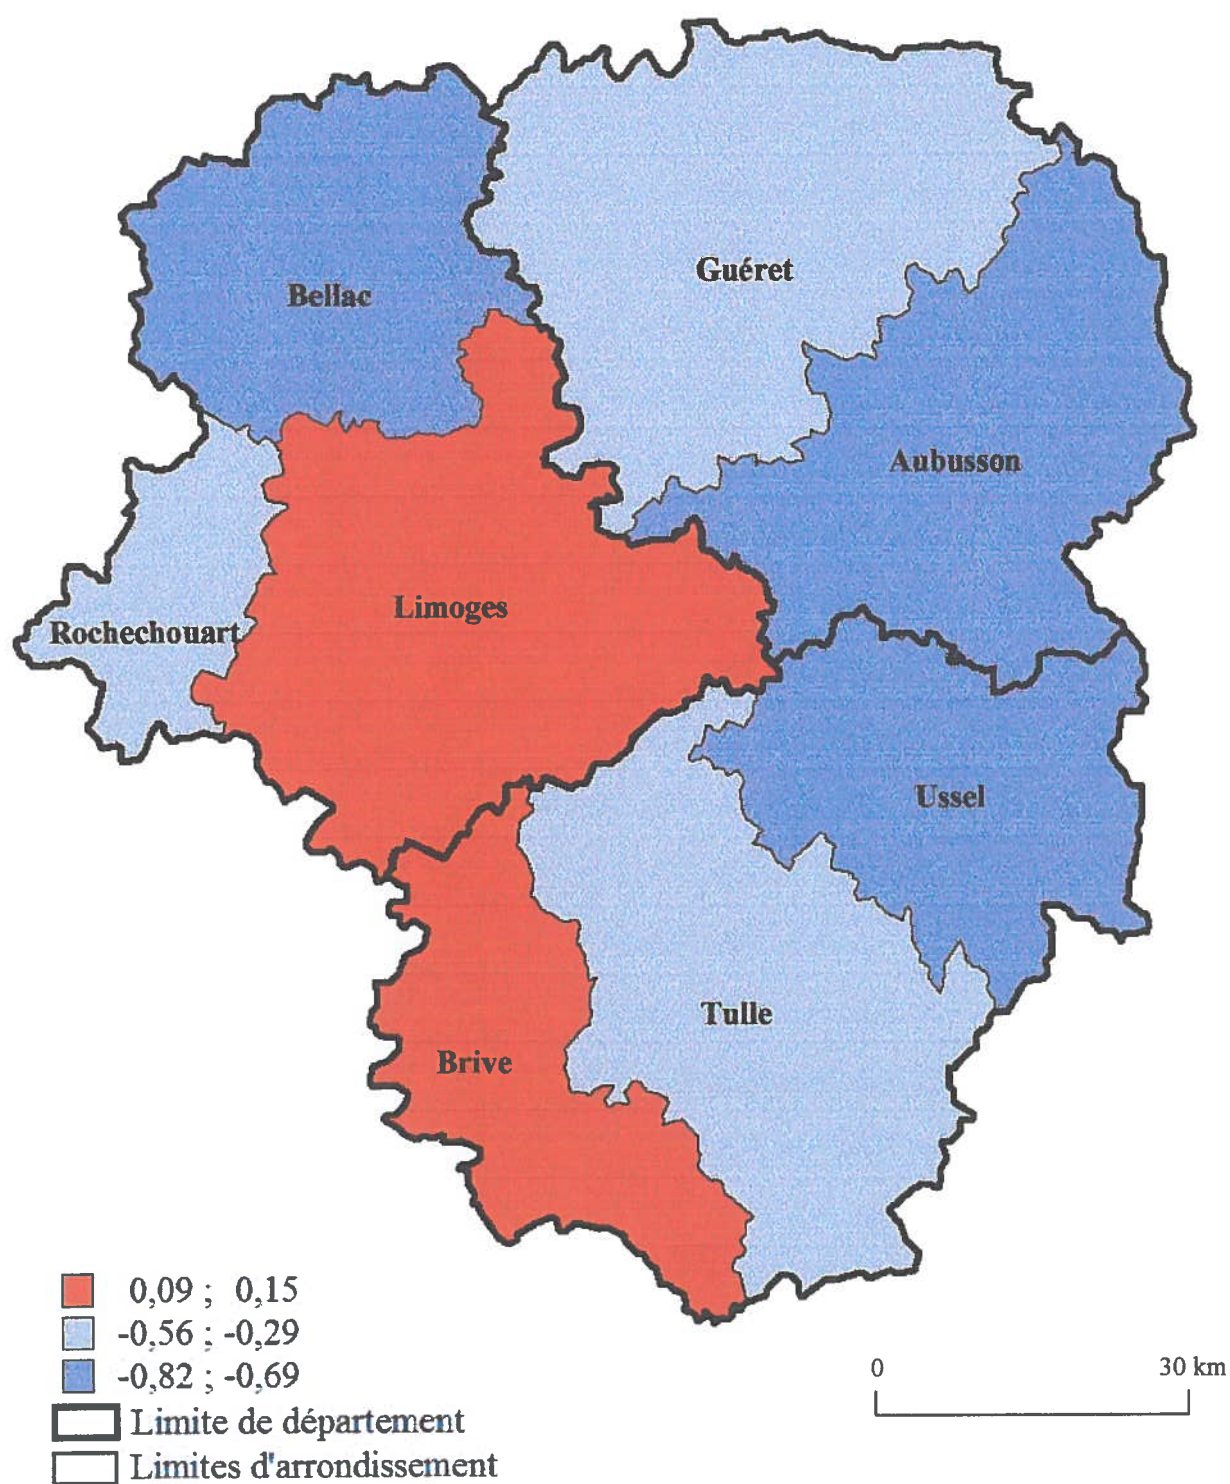 Guéret
Bellac
Aubusson
Limoges
Rochechouart
Ussel
Tulle
Brive
0,09 ; 0,15
-0,56 ; -0,29
-0,82 ; -0,69
Limite de département
Limites d'arrondissement
0 30 km